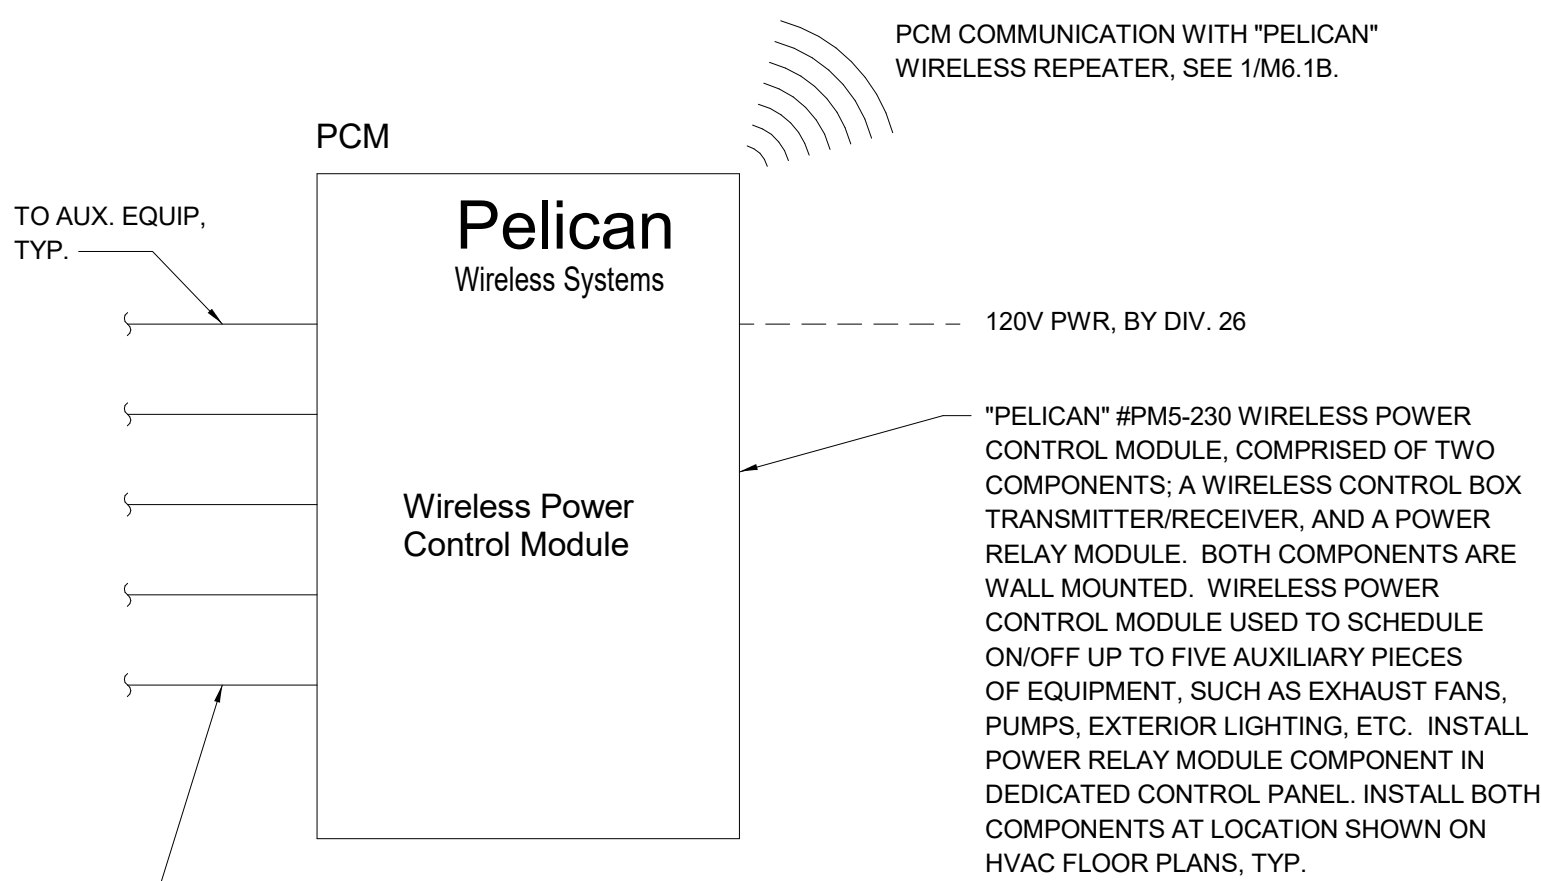 PCM COMMUNICATION WITH "PELICAN"
WIRELESS REPEATER, SEE 1/M6.1B.
PCM
TO AUX. EQUIP,
TYP.
Pelican
Wireless Systems
120V PWR, BY DIV. 26
Wireless Power
Control Module
"PELICAN" #PM5-230 WIRELESS POWER
CONTROL MODULE, COMPRISED OF TWO
COMPONENTS; A WIRELESS CONTROL BOX
TRANSMITTER/RECEIVER, AND A POWER
RELAY MODULE.  BOTH COMPONENTS ARE
WALL MOUNTED.  WIRELESS POWER
CONTROL MODULE USED TO SCHEDULE
ON/OFF UP TO FIVE AUXILIARY PIECES
OF EQUIPMENT, SUCH AS EXHAUST FANS,
PUMPS, EXTERIOR LIGHTING, ETC.  INSTALL
POWER RELAY MODULE COMPONENT IN
DEDICATED CONTROL PANEL. INSTALL BOTH
COMPONENTS AT LOCATION SHOWN ON
HVAC FLOOR PLANS, TYP.